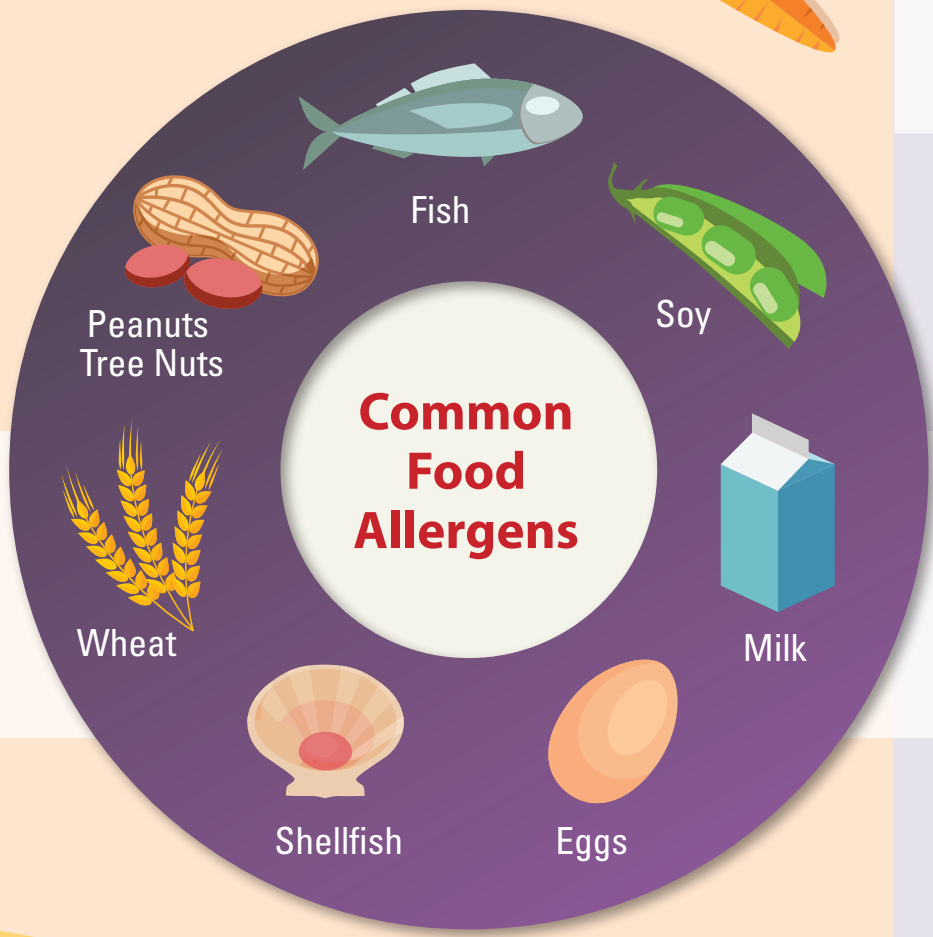 Fish
Soy
Peanuts
Tree Nuts
Common
Food
Allergens
Wheat
Milk
Shellfish
Eggs